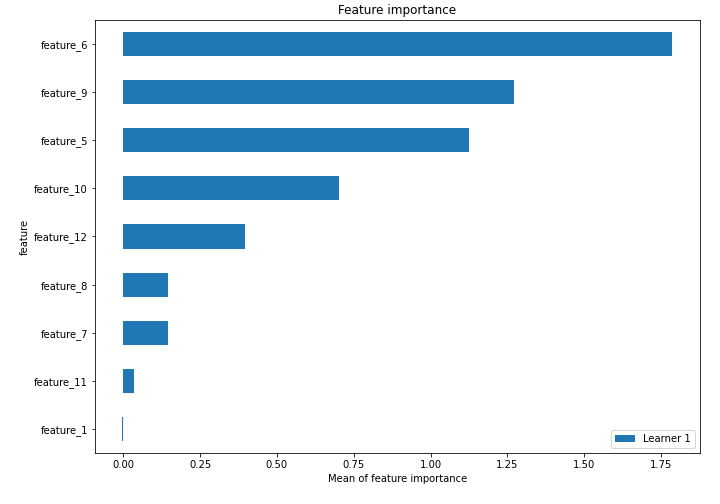 Feature importance
feature_6
feature_9
feature_5
feature_10
feature_12
feature_8
feature_7
feature_11
feature_1
feature
Learner 1
0.00 0.25 0.50 0.75 1.00 1.25 1.50 1.75
Mean of feature importance